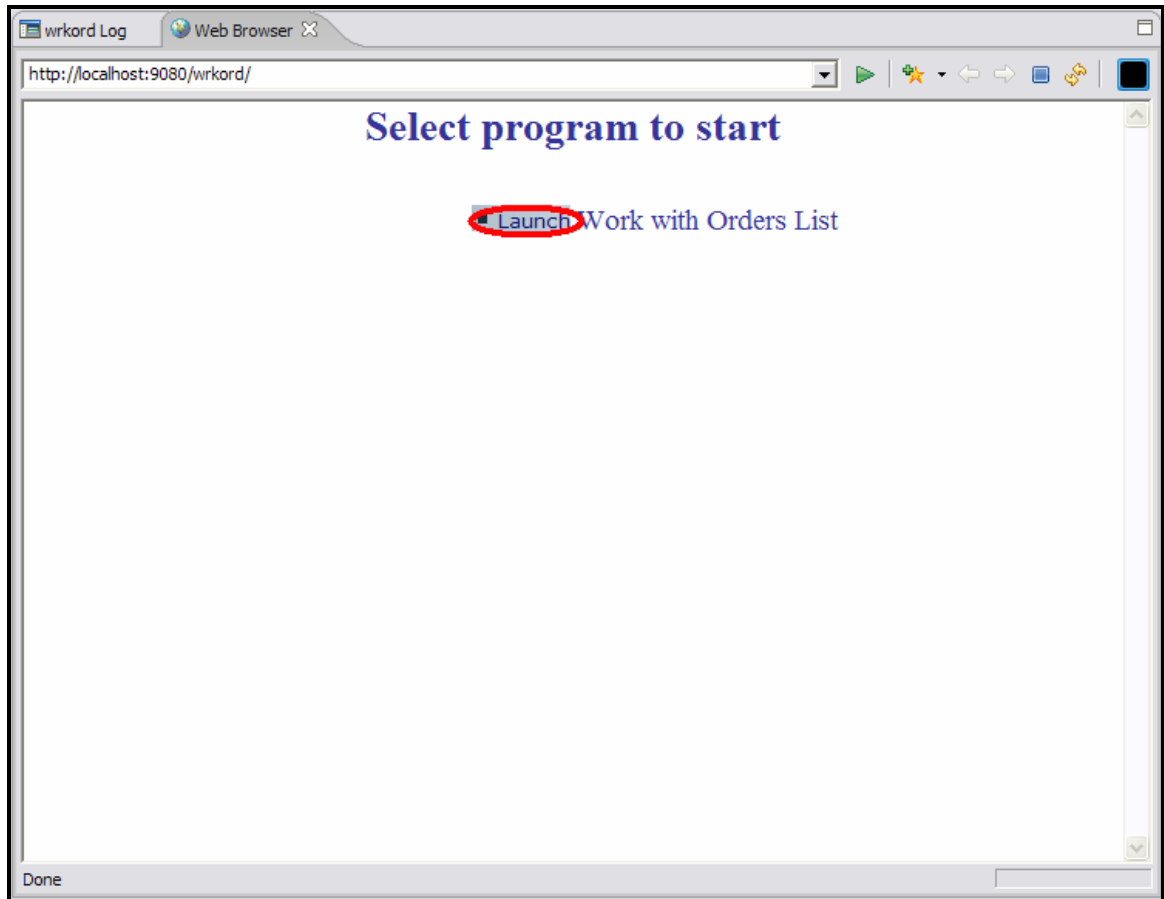 wrkord Log Web Browser
http://localhost:9080/wrkord/
Select program to start
Launch Work with Orders List
Done